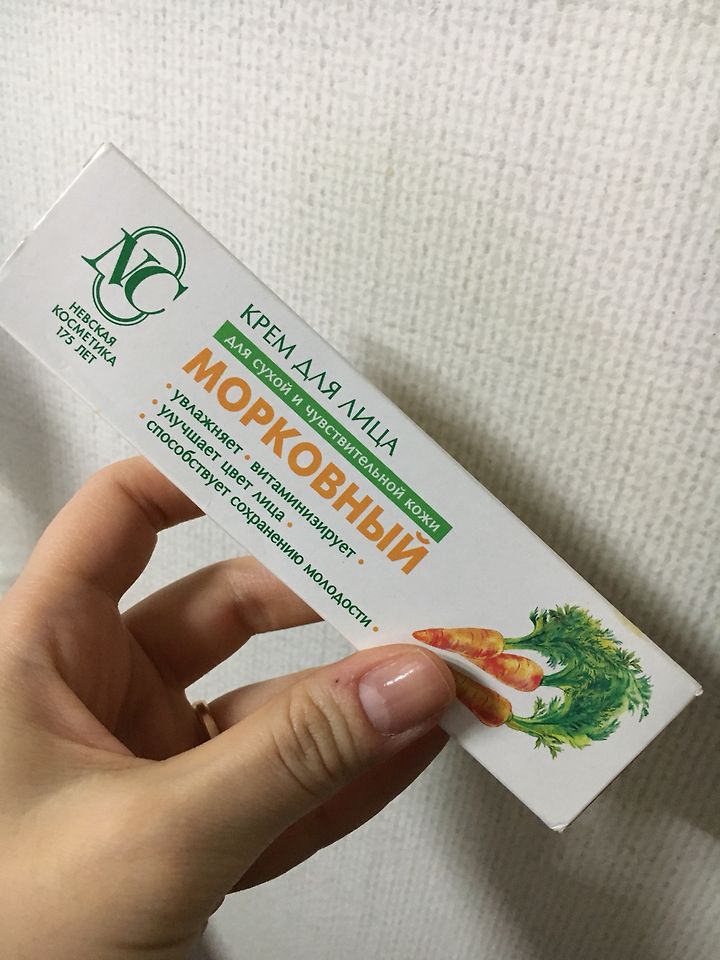 NC
НЕВСКАЯ
КОСМЕТИКА
175 ЛЕТ
КРЕМ ДЛЯ ЛИЦА
ДЛЯ СУХОЙ И ЧУВСТВИТЕЛЬНОЙ КОЖИ
МОРКОВНЫЙ
• УВЛАЖНЯЕТ • ВИТАМИНИЗИРУЕТ •
• УЛУЧШАЕТ ЦВЕТ ЛИЦА •
• СПОСОБСТВУЕТ СОХРАНЕНИЮ МОЛОДОСТИ •